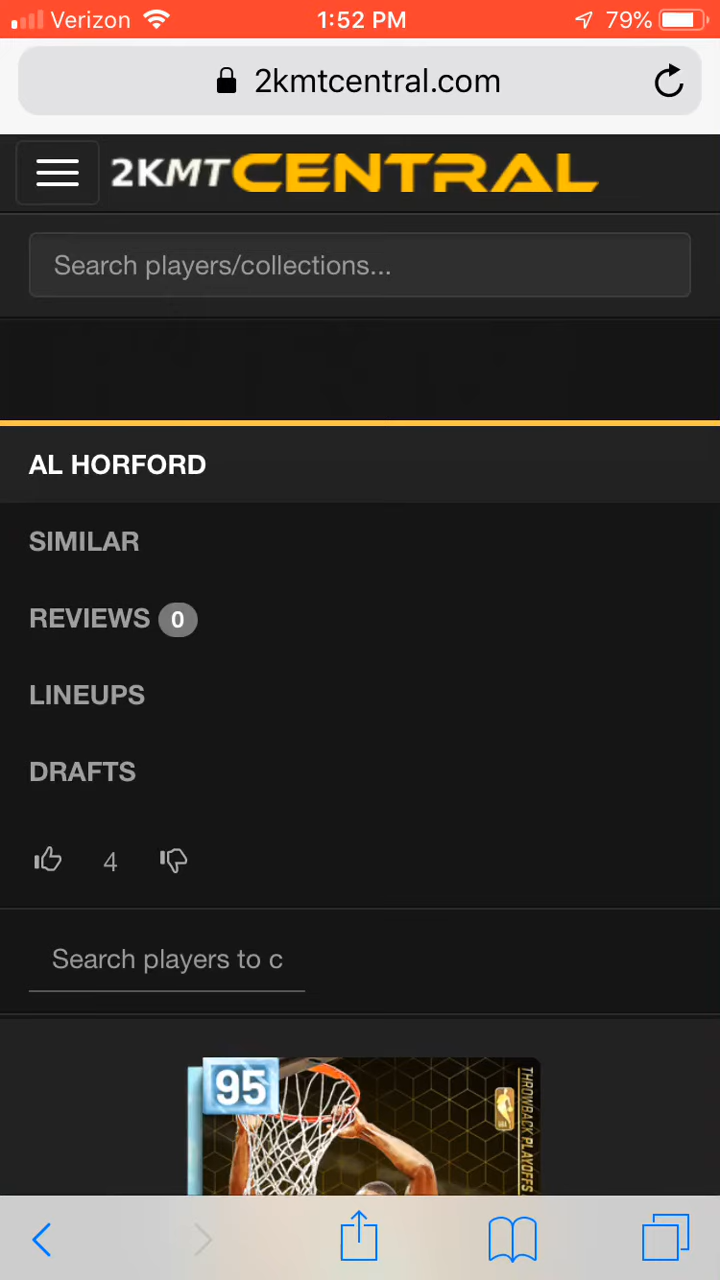 Verizon 1:52 PM 79%
2kmtcentral.com
2KMTCENTRAL
Search players/collections...
AL HORFORD
SIMILAR
REVIEWS 0
LINEUPS
DRAFTS
4
Search players to c
95
THROWBACK PLAYOFFS